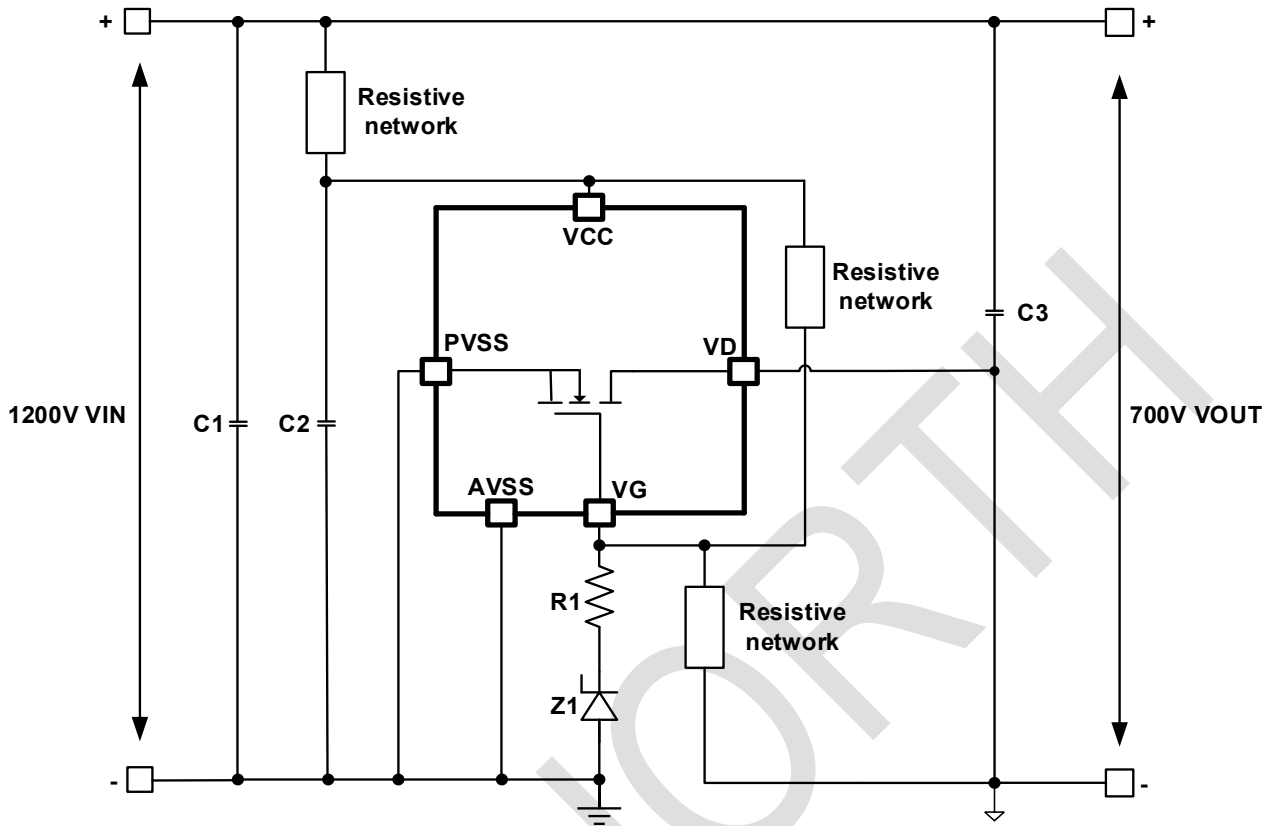 +
+
Resistive
network
VCC
Resistive
network
PVSS
VD
C3
1200V VIN
C1
C2
700V VOUT
AVSS
VG
R1
Resistive
network
Z1
-
-
ORTH